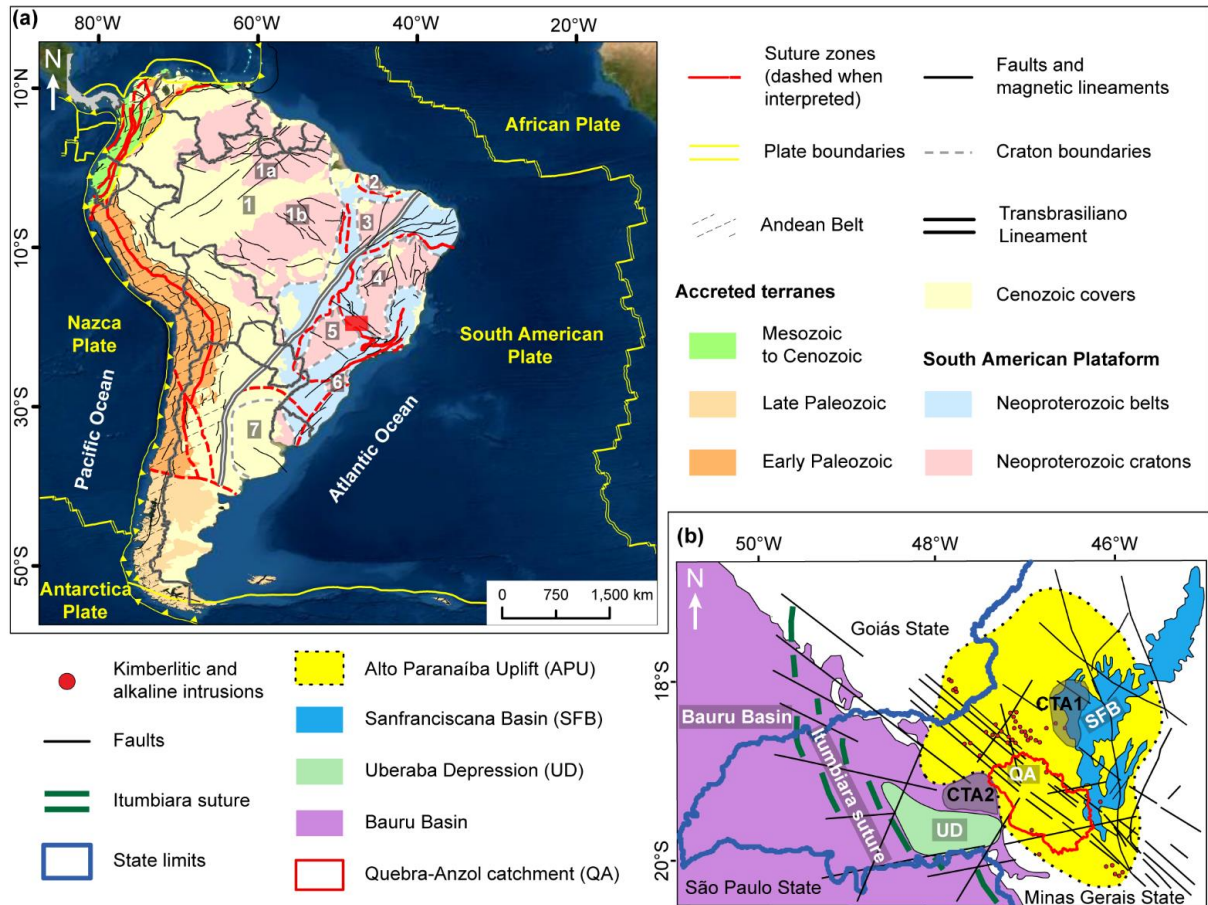 (a)
80°W
60°W
40°W
20°W
N
10°N
10°S
30°S
50°S
African Plate
1a
1
1b
2
3
4
5
6
7
Nazca
Plate
South American
Plate
Pacific Ocean
Atlantic Ocean
Antarctica
Plate
0 750 1,500 km
Suture zones
(dashed when
interpreted)
Faults and
magnetic lineaments
Plate boundaries
Craton boundaries
Andean Belt
Transbrasiliano
Lineament
Accreted terranes
Cenozoic covers
Mesozoic
to Cenozoic
South American Plataform
Late Paleozoic
Neoproterozoic belts
Early Paleozoic
Neoproterozoic cratons
Kimberlitic and
alkaline intrusions
Faults
Itumbiara suture
State limits
Alto Paranaíba Uplift (APU)
Sanfranciscana Basin (SFB)
Uberaba Depression (UD)
Bauru Basin
Quebra-Anzol catchment (QA)
(b)
50°W
48°W
46°W
N
18°S
20°S
Goiás State
Bauru Basin
Itumbiara suture
CTA1
SFB
QA
CTA2
UD
São Paulo State
Minas Gerais State